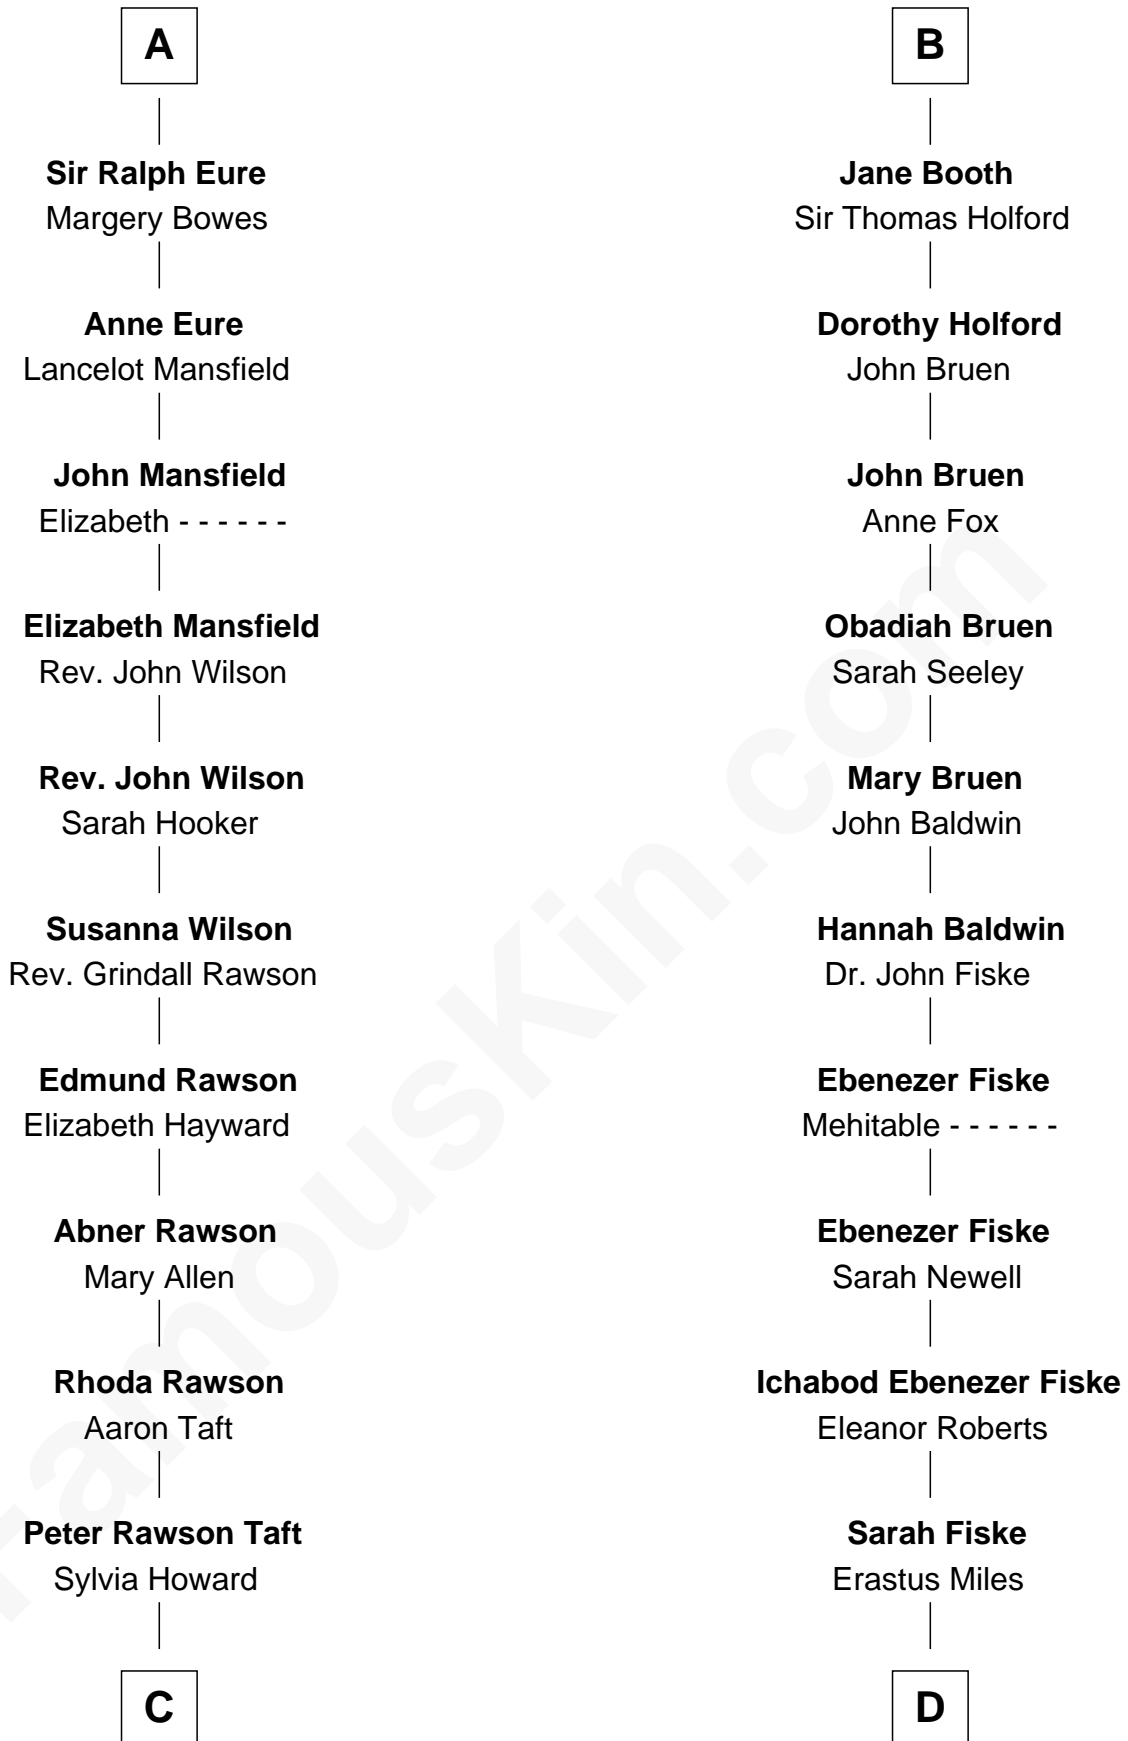 A
Sir Ralph Eure
Margery Bowes
Anne Eure
Lancelot Mansfield
John Mansfield
Elizabeth - - - - - -
Elizabeth Mansfield
Rev. John Wilson
Rev. John Wilson
Sarah Hooker
Susanna Wilson
Rev. Grindall Rawson
Edmund Rawson
Elizabeth Hayward
Abner Rawson
Mary Allen
Rhoda Rawson
Aaron Taft
Peter Rawson Taft
Sylvia Howard
C
B
Jane Booth
Sir Thomas Holford
Dorothy Holford
John Bruen
John Bruen
Anne Fox
Obadiah Bruen
Sarah Seeley
Mary Bruen
John Baldwin
Hannah Baldwin
Dr. John Fiske
Ebenezer Fiske
Mehitable - - - - - -
Ebenezer Fiske
Sarah Newell
Ichabod Ebenezer Fiske
Eleanor Roberts
Sarah Fiske
Erastus Miles
D
FamousKin.com